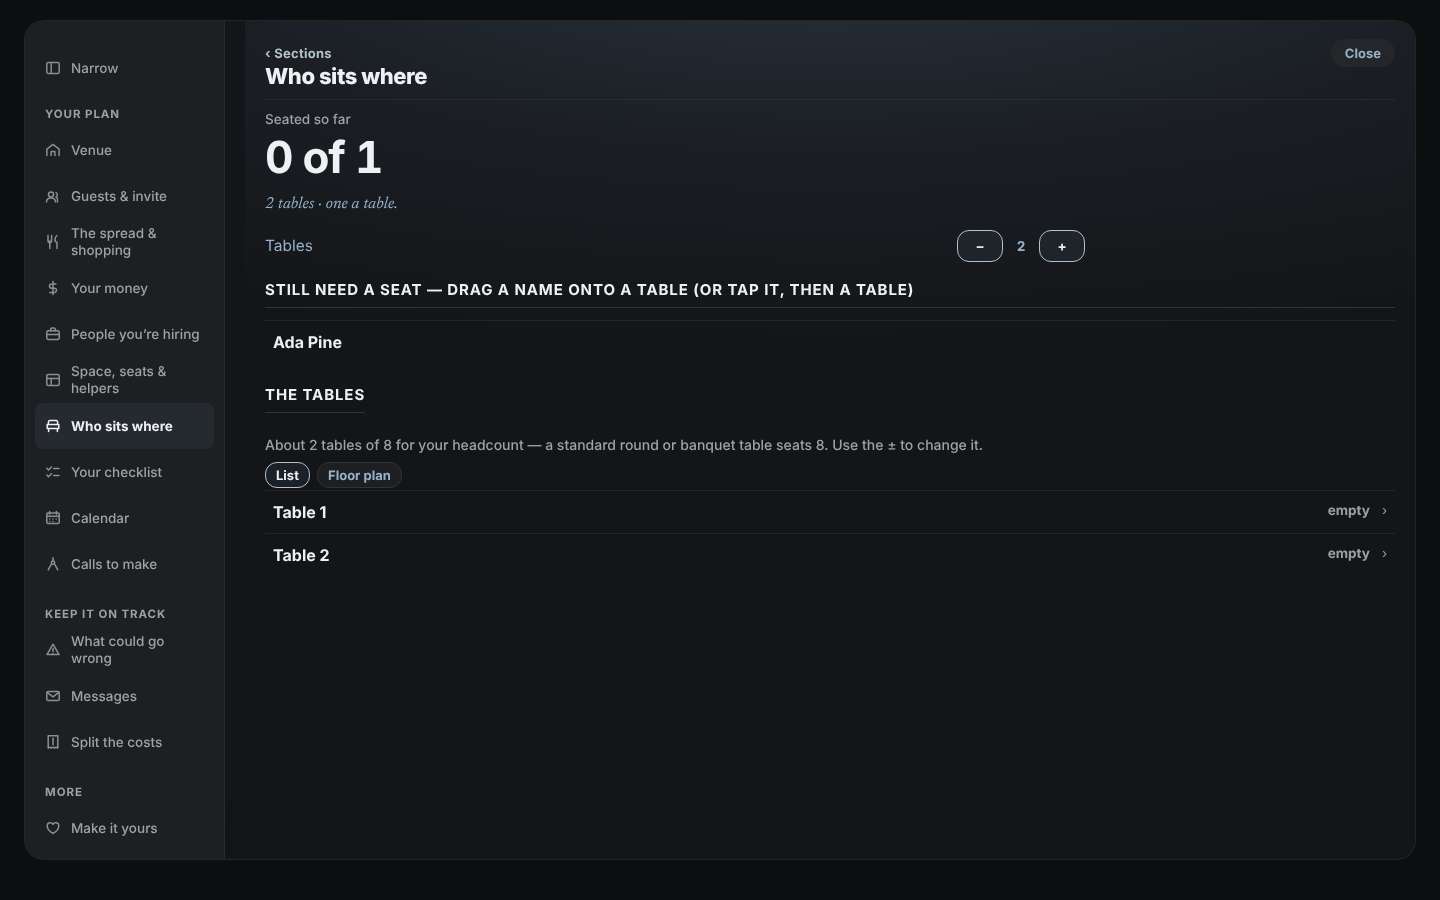 Narrow
YOUR PLAN
Venue
Guests & invite
The spread &
shopping
Your money
People you’re hiring
Space, seats &
helpers
Who sits where
Your checklist
Calendar
Calls to make
KEEP IT ON TRACK
What could go
wrong
Messages
Split the costs
MORE
Make it yours
‹ Sections
Who sits where
Close
Seated so far
0 of 1
2 tables · one a table.
Tables
− 2 +
STILL NEED A SEAT — DRAG A NAME ONTO A TABLE (OR TAP IT, THEN A TABLE)
Ada Pine
THE TABLES
About 2 tables of 8 for your headcount — a standard round or banquet table seats 8. Use the ± to change it.
List Floor plan
Table 1 empty ›
Table 2 empty ›